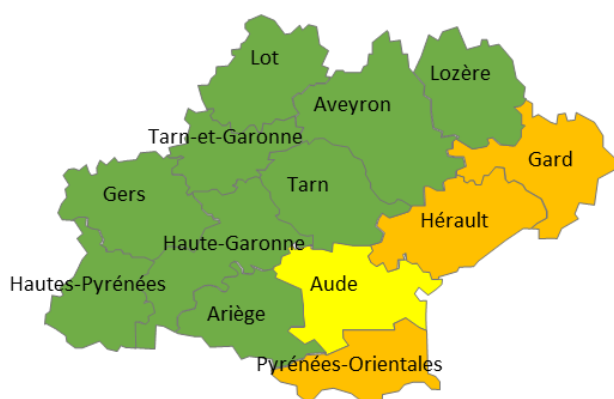 Lot
Lozère
Aveyron
Tarn-et-Garonne
Gard
Gers
Tarn
Hérault
Haute-Garonne
Hautes-Pyrénées
Aude
Ariège
Pyrénées-Orientales